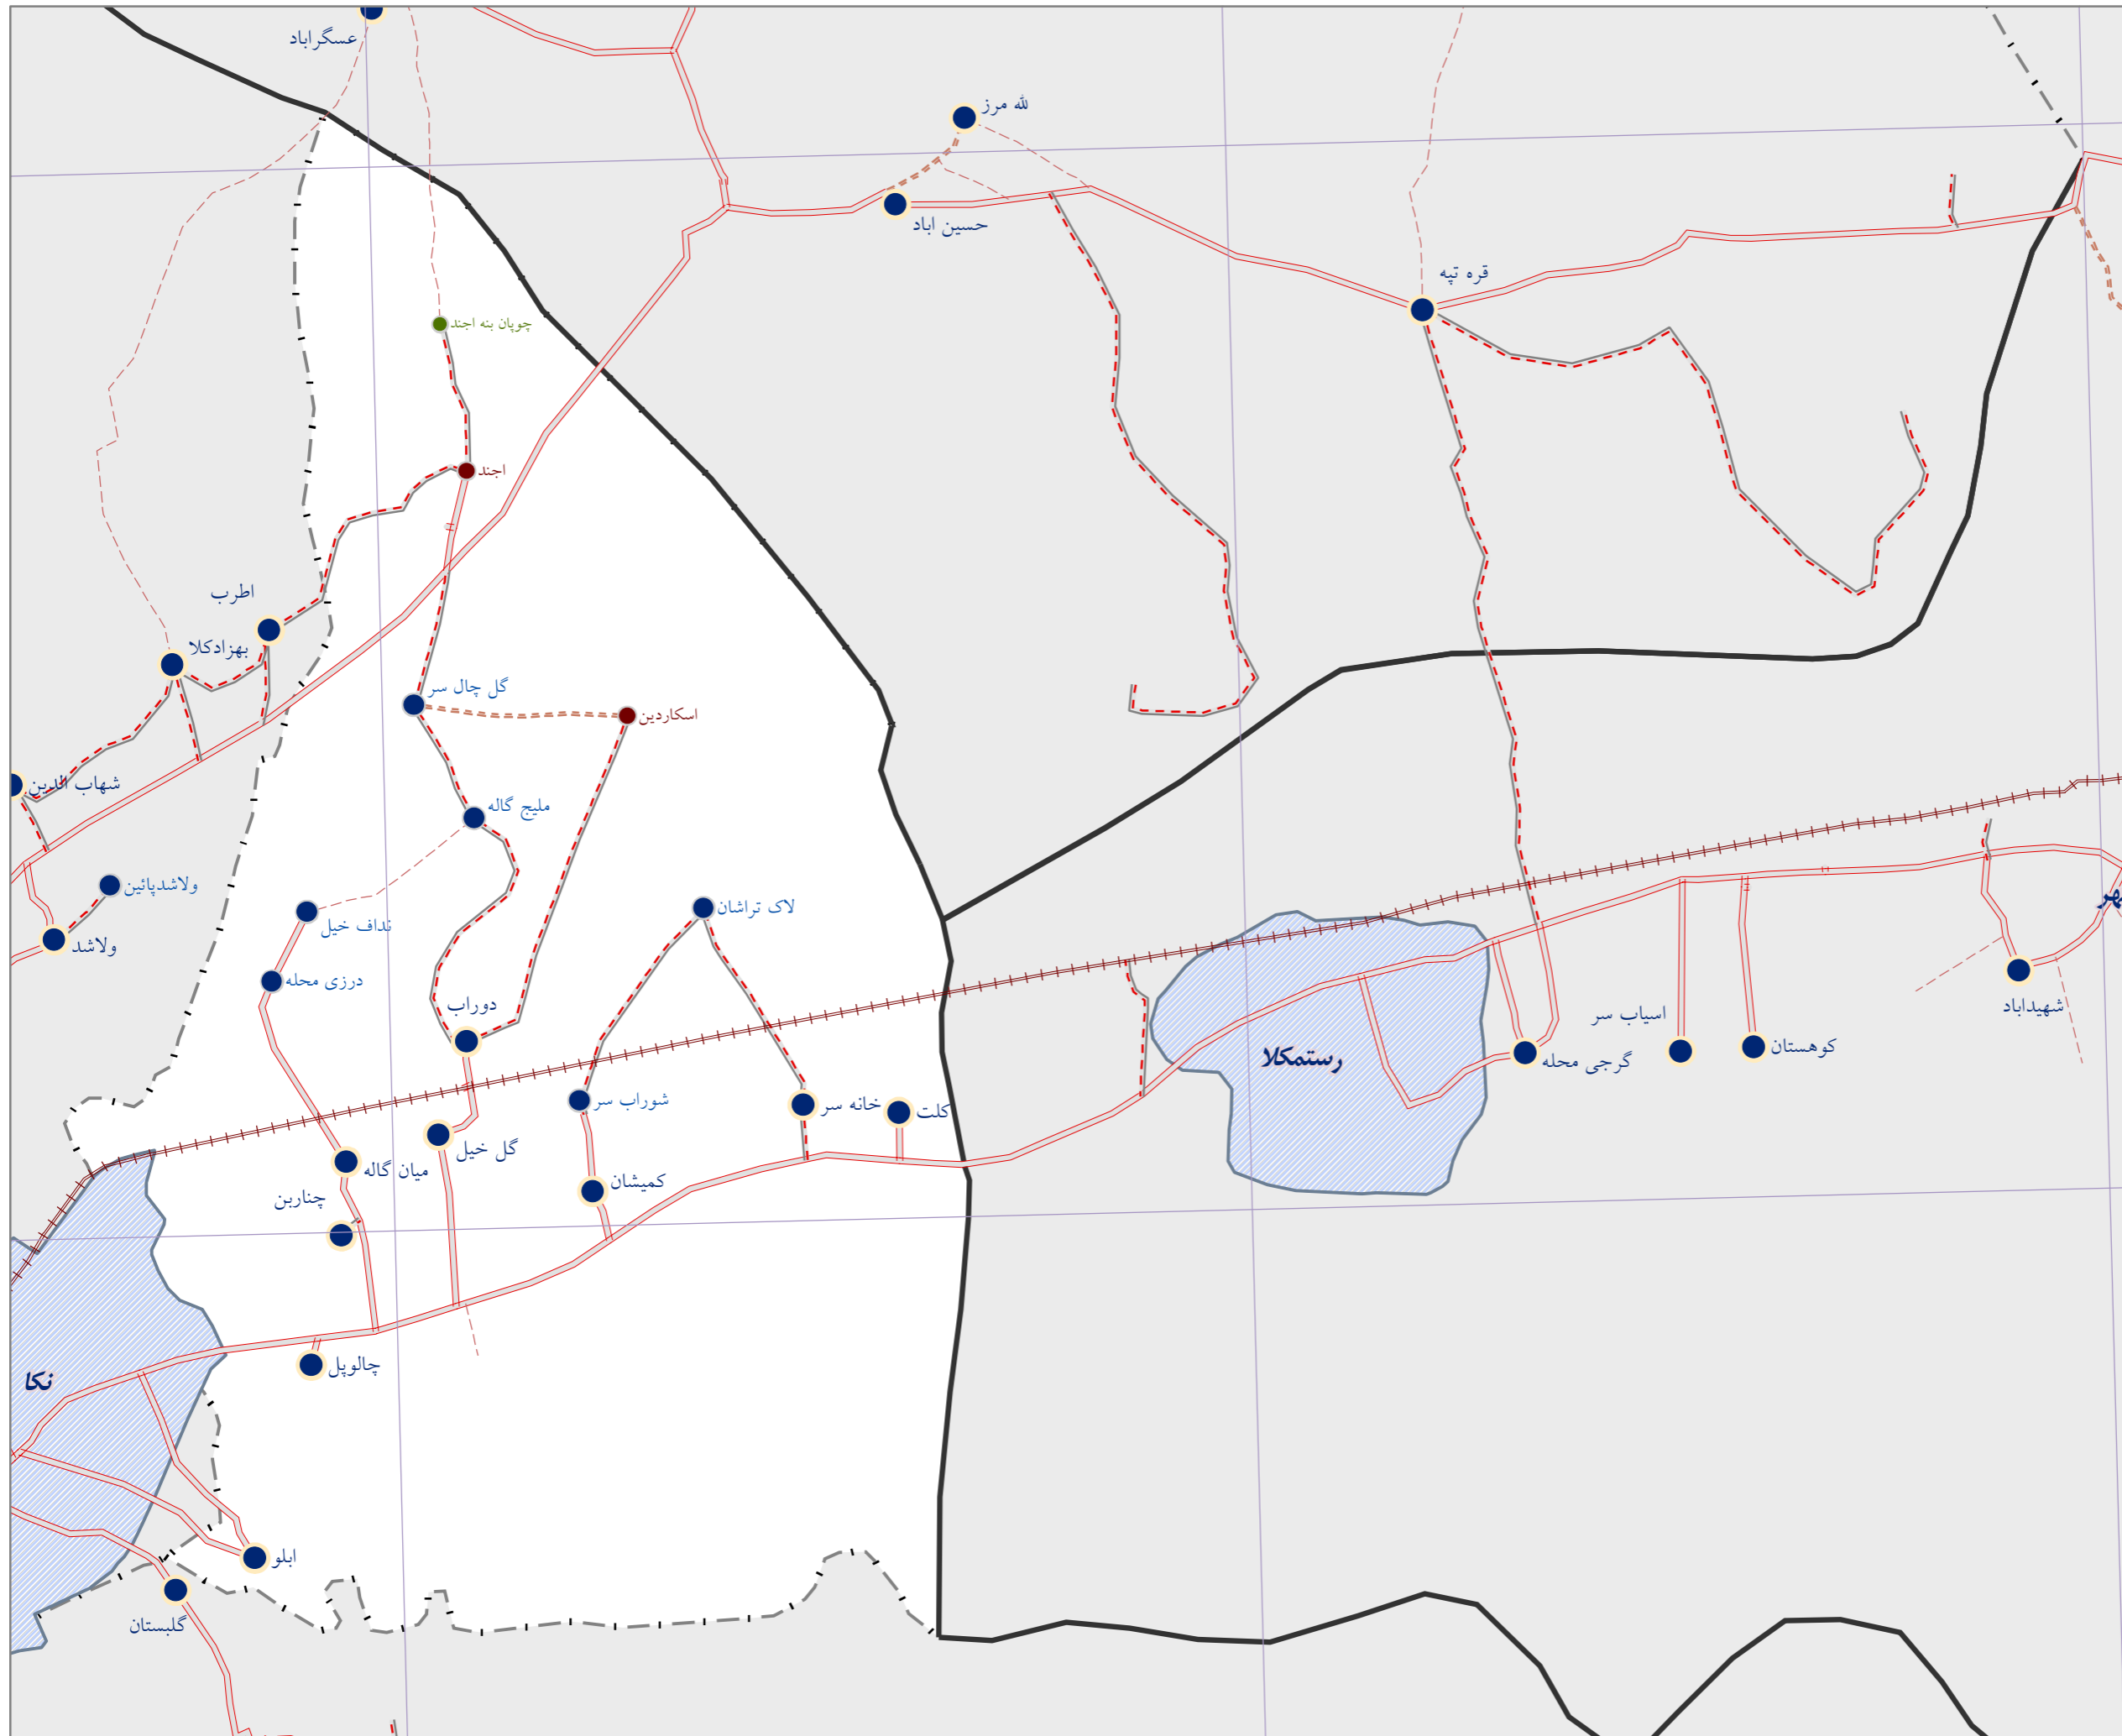 عسگراباد
لله مرز
حسین اباد
قره تپه
چوپان بنه اجند
اجند
اطرب
بهزادکلا
گل چال سر
اسکاردین
شهاب الدین
ملیج گاله
ولاشدپائین
نداف خیل
لاک تراشان
ولاشد
درزی محله
دوراب
شهیداباد
اسیاب سر
کوهستان
رستمکلا
گرجی محله
شوراب سر
خانه سر
کلت
گل خیل
میان گاله
کمیشان
چناربن
چالوپل
نکا
ابلو
گلبستان